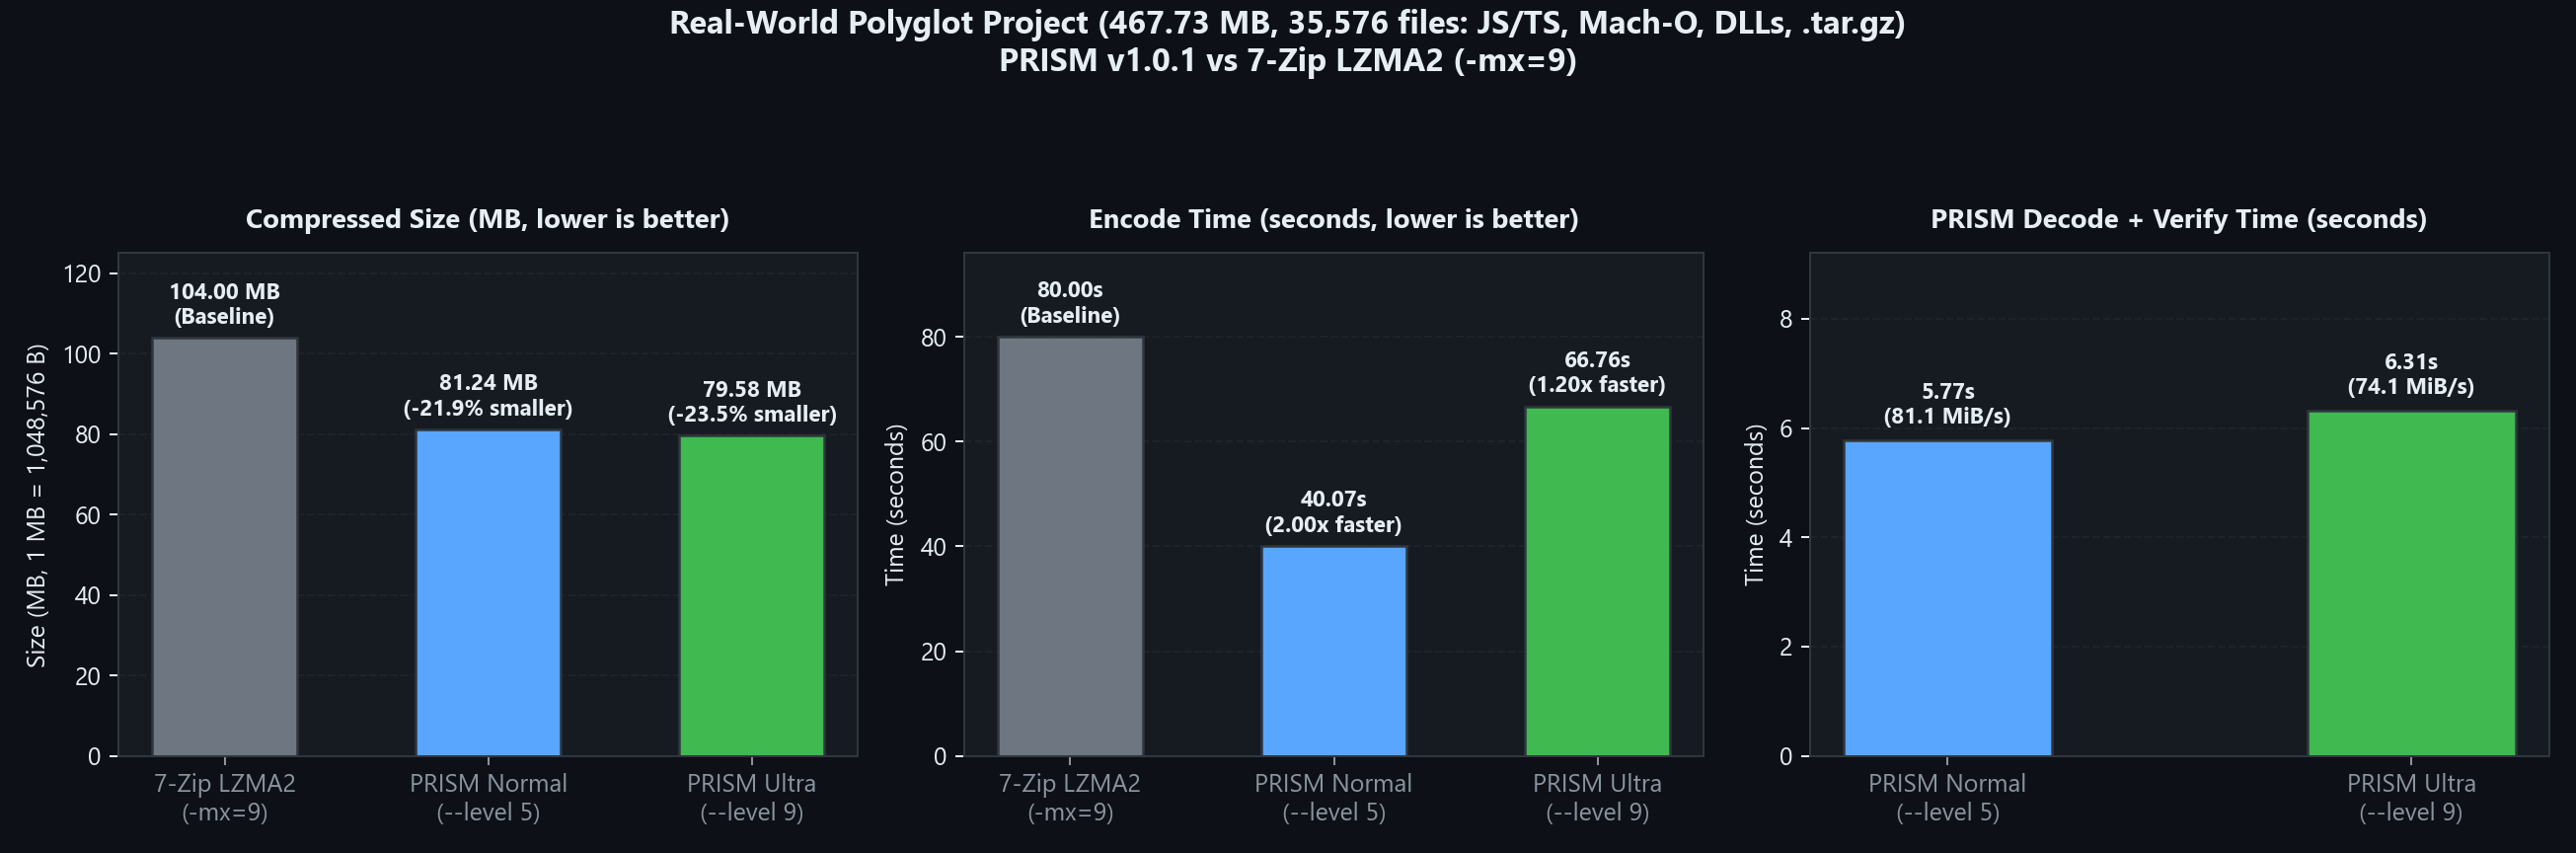 Real-World Polyglot Project (467.73 MB, 35,576 files: JS/TS, Mach-O, DLLs, .tar.gz)
PRISM v1.0.1 vs 7-Zip LZMA2 (-mx=9)
Compressed Size (MB, lower is better)
Size (MB, 1 MB = 1,048,576 B)
120
100
80
60
40
20
0
104.00 MB
(Baseline)
81.24 MB
(-21.9% smaller)
79.58 MB
(-23.5% smaller)
7-Zip LZMA2
(-mx=9)
PRISM Normal
(--level 5)
PRISM Ultra
(--level 9)
Encode Time (seconds, lower is better)
Time (seconds)
80
60
40
20
0
80.00s
(Baseline)
40.07s
(2.00x faster)
66.76s
(1.20x faster)
7-Zip LZMA2
(-mx=9)
PRISM Normal
(--level 5)
PRISM Ultra
(--level 9)
PRISM Decode + Verify Time (seconds)
Time (seconds)
8
6
4
2
0
5.77s
(81.1 MiB/s)
6.31s
(74.1 MiB/s)
PRISM Normal
(--level 5)
PRISM Ultra
(--level 9)